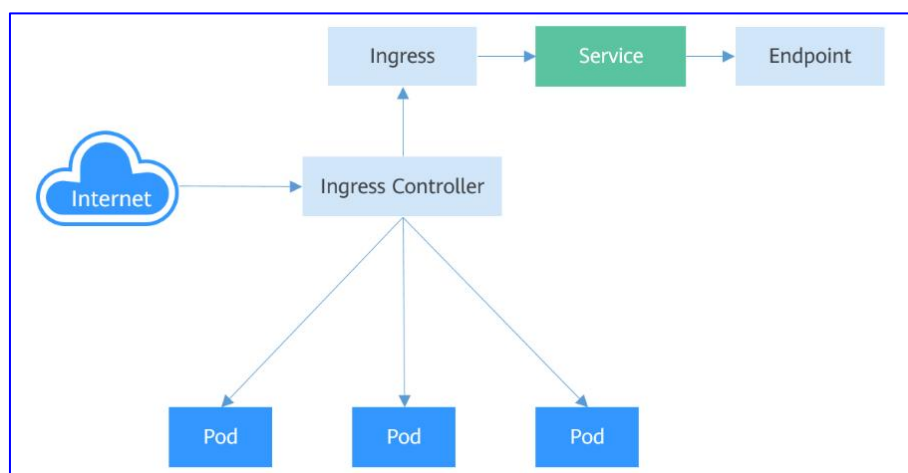 Ingress
Service
Endpoint
Internet
Ingress Controller
Pod
Pod
Pod